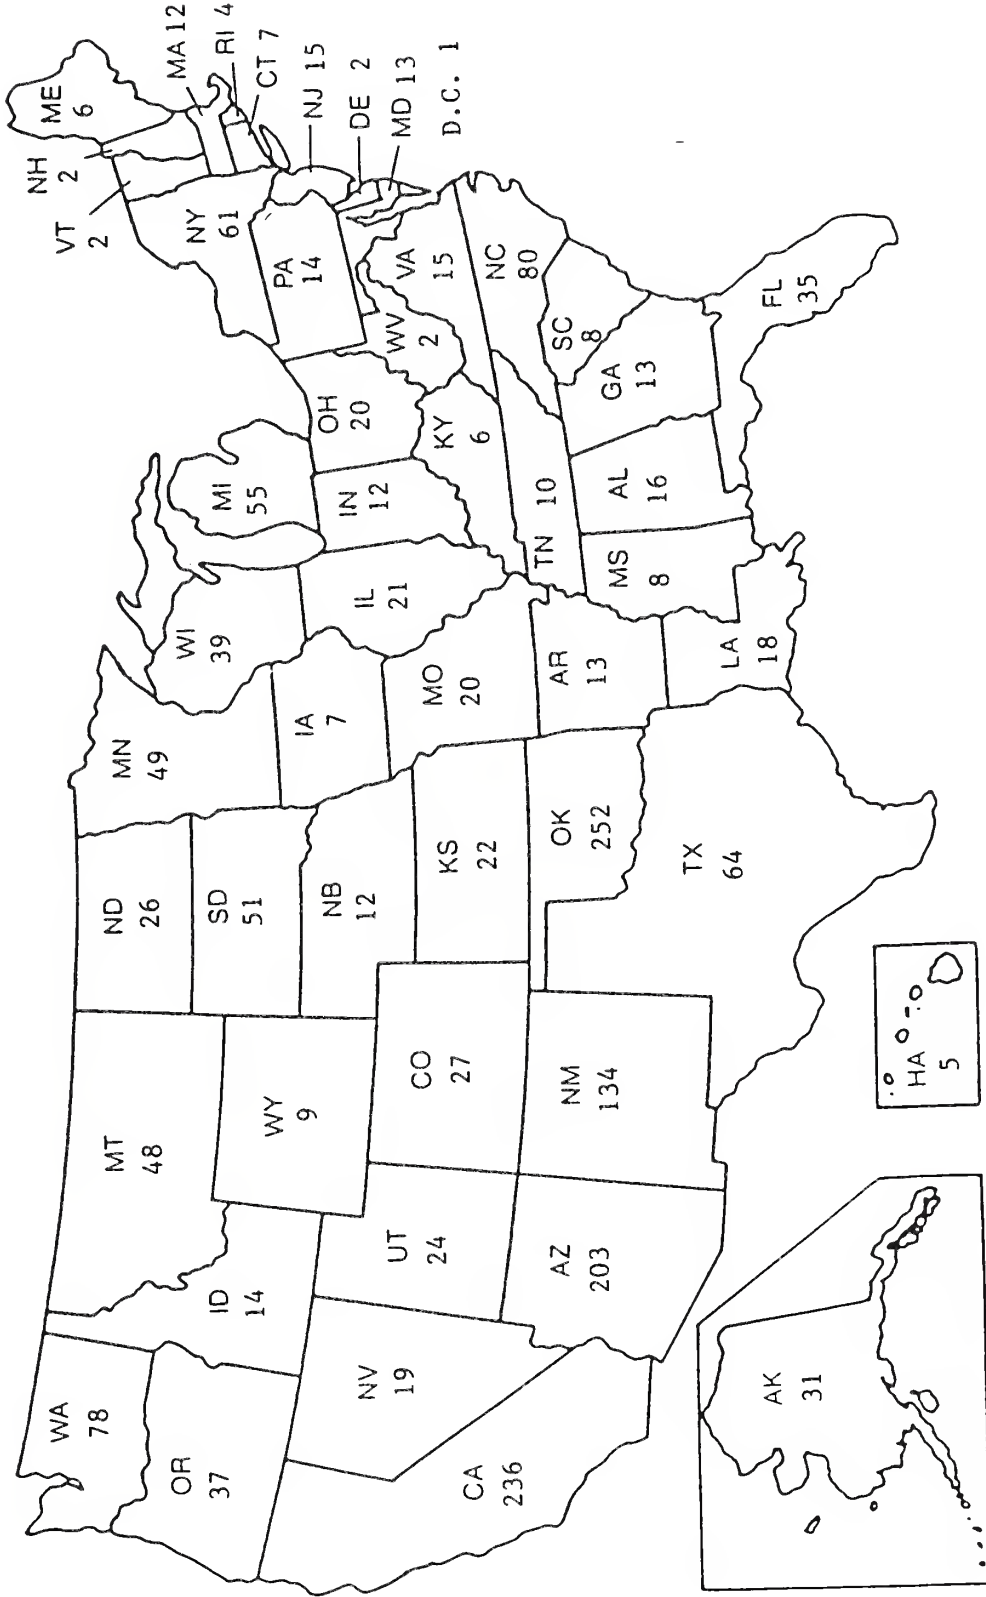 WA
78
OR
37
CA
236
NV
19
ID
14
MT
48
WY
9
UT
24
AZ
203
CO
27
NM
134
ND
26
SD
51
NB
12
KS
22
OK
252
TX
64
MN
49
IA
7
MO
20
AR
13
LA
18
WI
39
IL
21
MI
55
IN
12
OH
20
KY
6
TN 10
MS
8
AL
16
GA
13
FL
35
SC
8
NC
80
VA
15
WV
2
PA
14
NY
61
VT
2
NH
2
ME
6
MA 12
RI 4
CT 7
NJ 15
DE 2
MD 13
D.C. 1
AK
31
HA
5